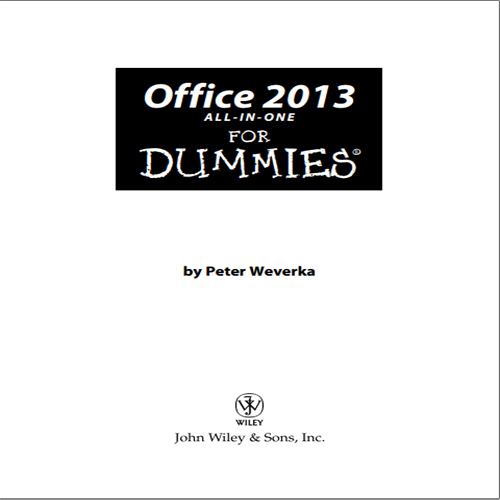 Office 2013
ALL-IN-ONE
FOR
DUMMIES®
by Peter Weverka
WILEY
John Wiley & Sons, Inc.